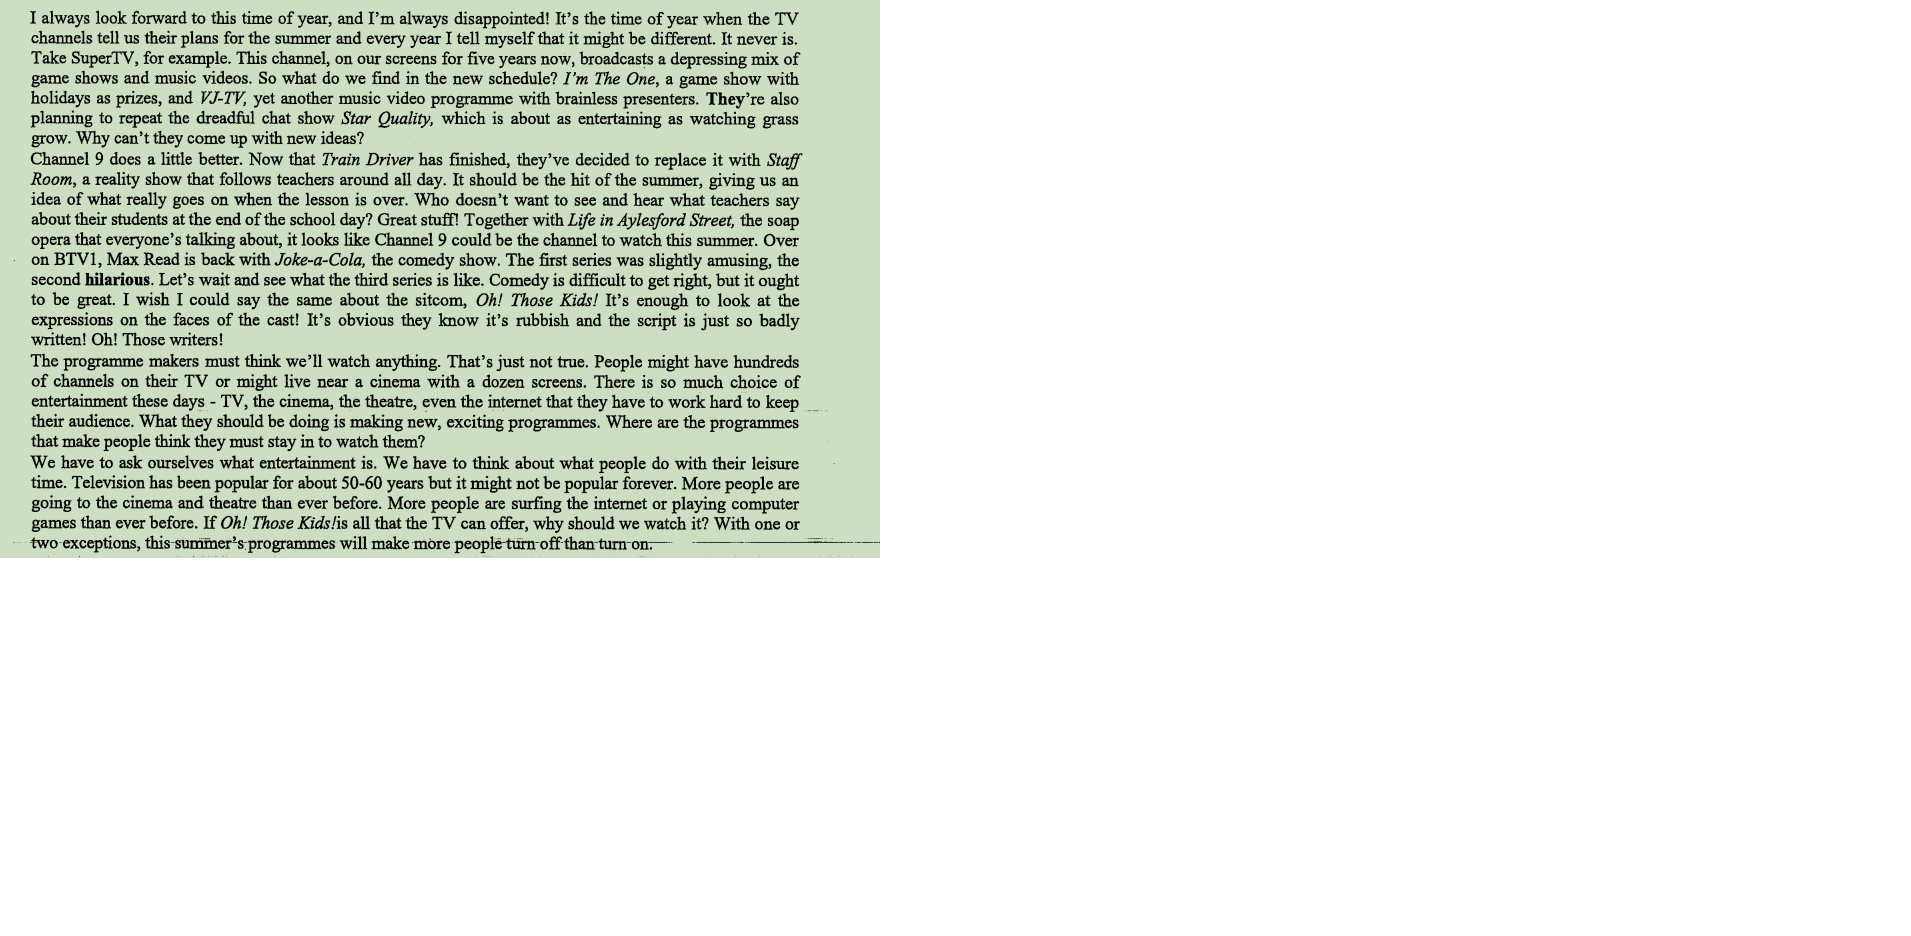 I always look forward to this time of year, and I'm always disappointed! It's the time of year when the TV
channels tell us their plans for the summer and every year I tell myself that it might be different. It never is.
Take SuperTV, for example. This channel, on our screens for five years now, broadcasts a depressing mix of
game shows and music videos. So what do we find in the new schedule? I'm The One, a game show with
holidays as prizes, and VJ-TV, yet another music video programme with brainless presenters. They're also
planning to repeat the dreadful chat show Star Quality, which is about as entertaining as watching grass
grow. Why can't they come up with new ideas?
Channel 9 does a little better. Now that Train Driver has finished, they've decided to replace it with Staff
Room, a reality show that follows teachers around all day. It should be the hit of the summer, giving us an
idea of what really goes on when the lesson is over. Who doesn't want to see and hear what teachers say
about their students at the end of the school day? Great stuff! Together with Life in Aylesford Street, the soap
opera that everyone's talking about, it looks like Channel 9 could be the channel to watch this summer. Over
on BTV1, Max Read is back with Joke-a-Cola, the comedy show. The first series was slightly amusing, the
second hilarious. Let's wait and see what the third series is like. Comedy is difficult to get right, but it ought
to be great. I wish I could say the same about the sitcom, Oh! Those Kids! It's enough to look at the
expressions on the faces of the cast! It's obvious they know it's rubbish and the script is just so badly
written! Oh! Those writers!
The programme makers must think we'll watch anything. That's just not true. People might have hundreds
of channels on their TV or might live near a cinema with a dozen screens. There is so much choice of
entertainment these days - TV, the cinema, the theatre, even the internet that they have to work hard to keep
their audience. What they should be doing is making new, exciting programmes. Where are the programmes
that make people think they must stay in to watch them?
We have to ask ourselves what entertainment is. We have to think about what people do with their leisure
time. Television has been popular for about 50-60 years but it might not be popular forever. More people are
going to the cinema and theatre than ever before. More people are surfing the internet or playing computer
games than ever before. If Oh! Those Kids!is all that the TV can offer, why should we watch it? With one or
two exceptions, this summer's programmes will make more people turn off than turn on.